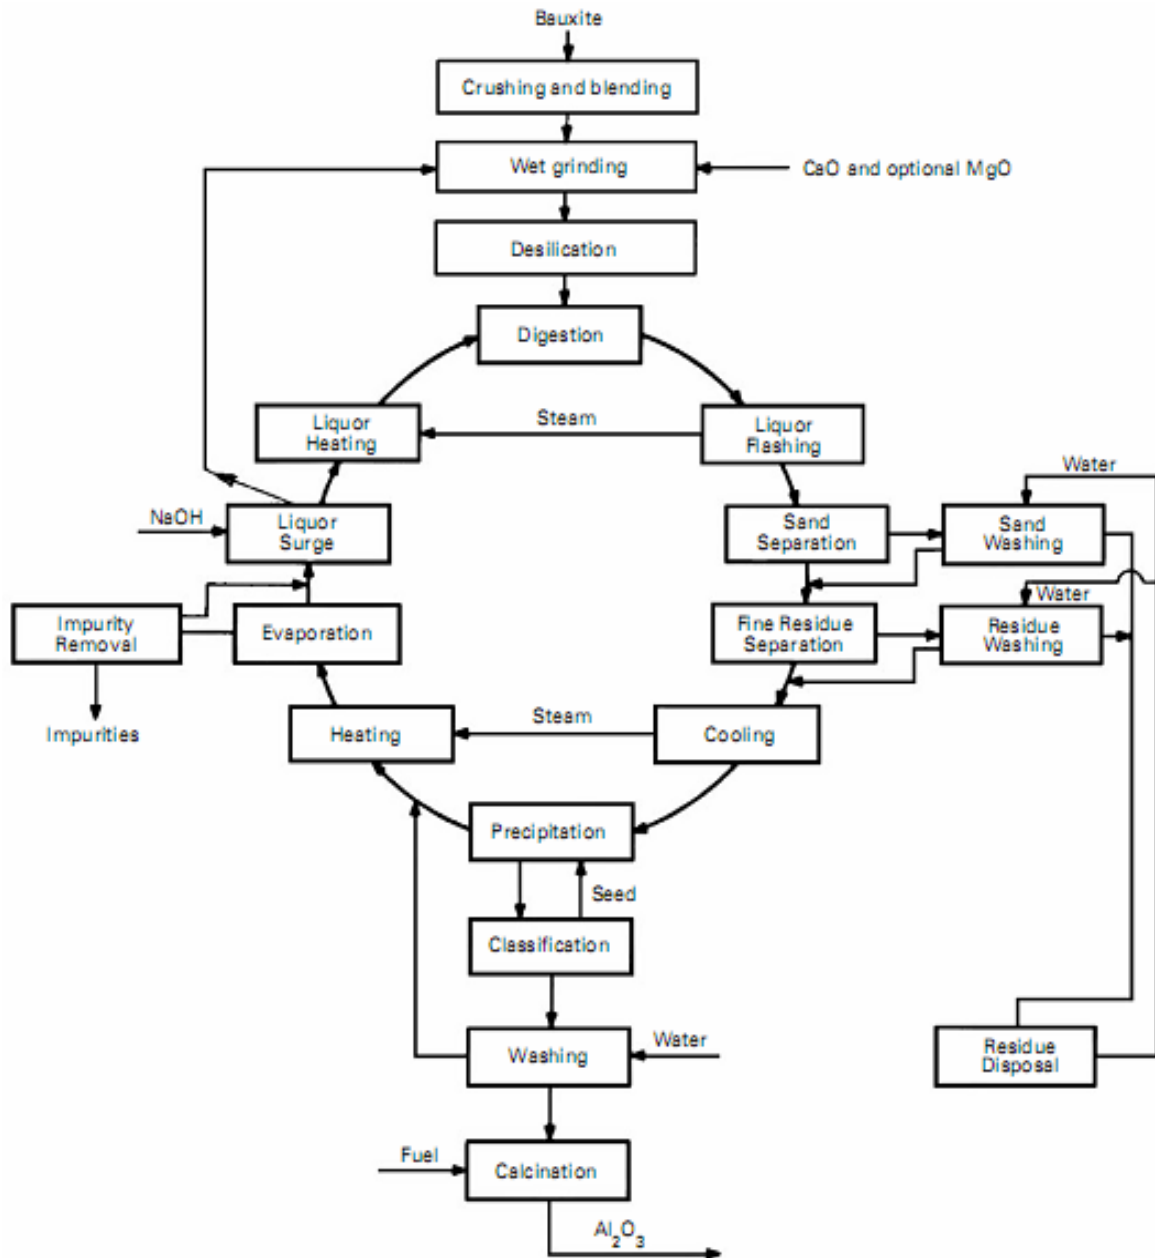 Bauxite
Crushing and blending
Wet grinding
CaO and optional MgO
Desilication
Digestion
Liquor
Heating
Steam
Liquor
Flashing
Water
NaOH
Liquor
Surge
Sand
Separation
Sand
Washing
Water
Impurity
Removal
Evaporation
Fine Residue
Separation
Residue
Washing
Impurities
Heating
Steam
Cooling
Precipitation
Seed
Classification
Washing
Water
Residue
Disposal
Fuel
Calcination
Al₂O₃